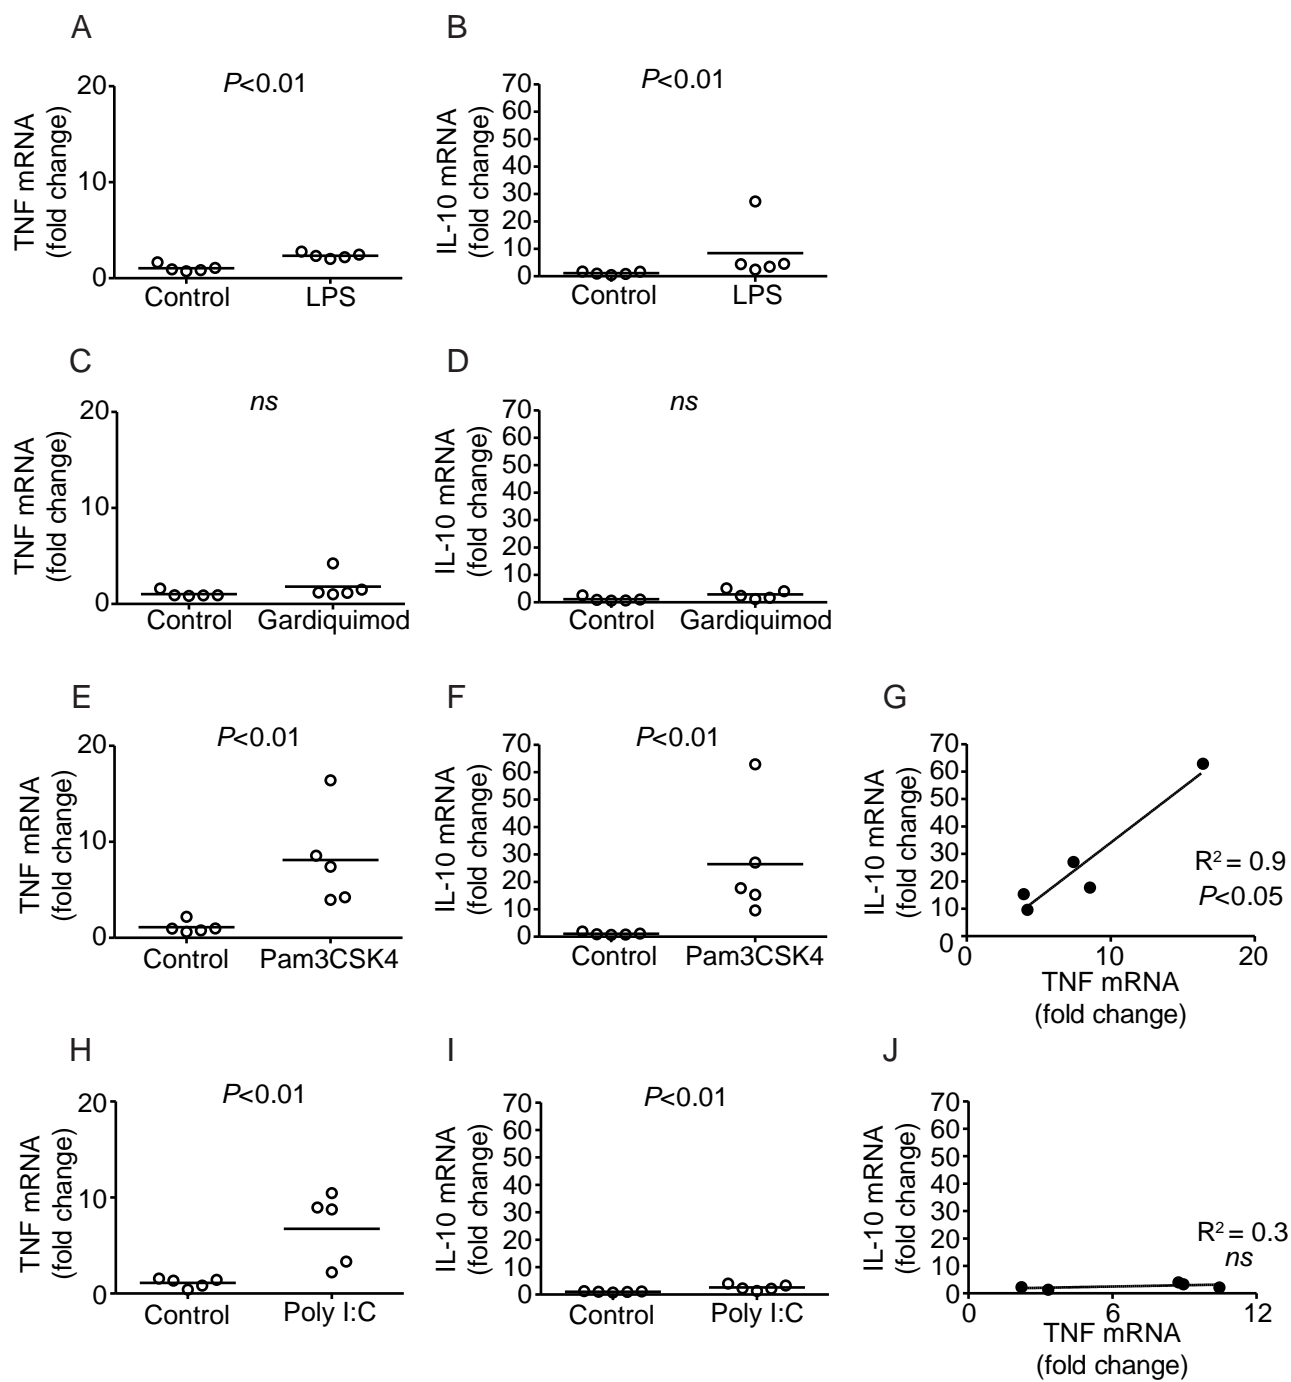 A
TNF mRNA
(fold change)
20
10
0
P<0.01
Control
LPS
B
IL-10 mRNA
(fold change)
70
60
50
40
30
20
10
0
P<0.01
Control
LPS
C
TNF mRNA
(fold change)
20
10
0
ns
Control
Gardiquimod
D
IL-10 mRNA
(fold change)
70
60
50
40
30
20
10
0
ns
Control
Gardiquimod
E
TNF mRNA
(fold change)
20
10
0
P<0.01
Control
Pam3CSK4
F
IL-10 mRNA
(fold change)
70
60
50
40
30
20
10
0
P<0.01
Control
Pam3CSK4
G
IL-10 mRNA
(fold change)
70
60
50
40
30
20
10
0
R² = 0.9
P<0.05
0
10
20
TNF mRNA
(fold change)
H
TNF mRNA
(fold change)
20
10
0
P<0.01
Control
Poly I:C
I
IL-10 mRNA
(fold change)
70
60
50
40
30
20
10
0
P<0.01
Control
Poly I:C
J
IL-10 mRNA
(fold change)
70
60
50
40
30
20
10
0
R² = 0.3
ns
0
6
12
TNF mRNA
(fold change)